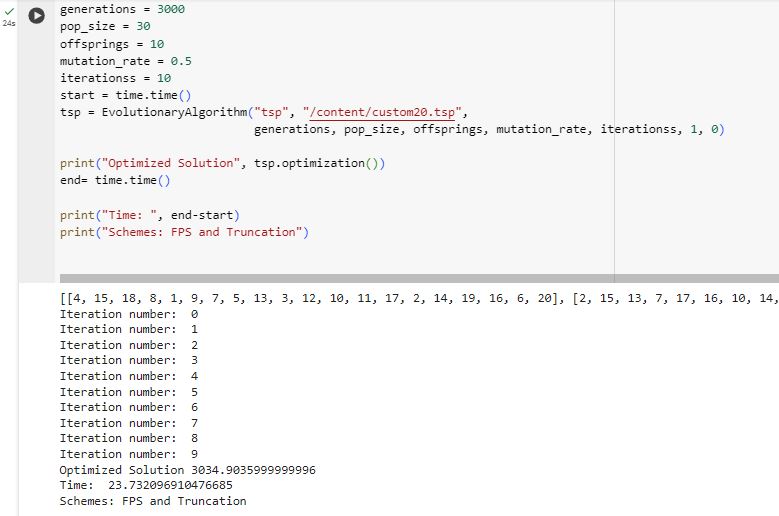 24s
generations = 3000
pop_size = 30
offsprings = 10
mutation_rate = 0.5
iterationss = 10
start = time.time()
tsp = EvolutionaryAlgorithm("tsp", "/content/custom20.tsp",
generations, pop_size, offsprings, mutation_rate, iterationss, 1, 0)
print("Optimized Solution", tsp.optimization())
end= time.time()
print("Time: ", end-start)
print("Schemes: FPS and Truncation")
[[4, 15, 18, 8, 1, 9, 7, 5, 13, 3, 12, 10, 11, 17, 2, 14, 19, 16, 6, 20], [2, 15, 13, 7, 17, 16, 10, 14,
Iteration number:  0
Iteration number:  1
Iteration number:  2
Iteration number:  3
Iteration number:  4
Iteration number:  5
Iteration number:  6
Iteration number:  7
Iteration number:  8
Iteration number:  9
Optimized Solution 3034.9035999999996
Time:  23.732096910476685
Schemes: FPS and Truncation